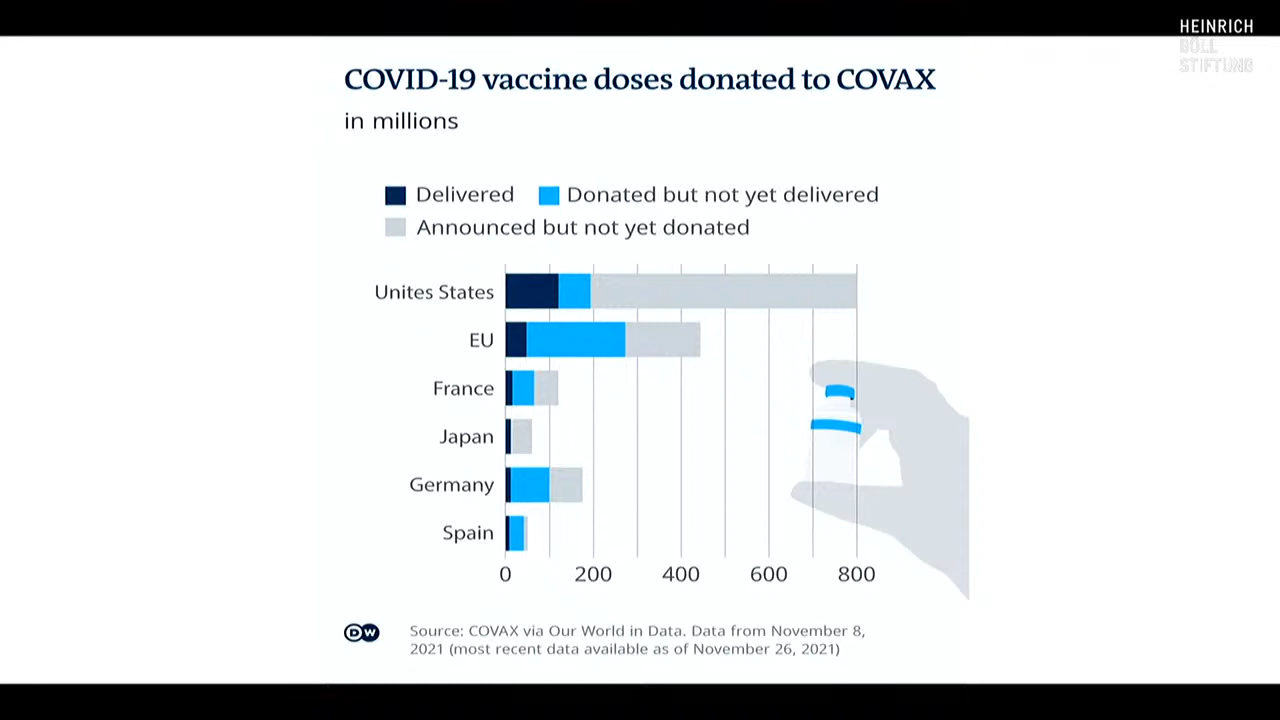 HEINRICH
BÖLL
STIFTUNG
COVID-19 vaccine doses donated to COVAX
in millions
Delivered
Donated but not yet delivered
Announced but not yet donated
Unites States
EU
France
Japan
Germany
Spain
0 200 400 600 800
DW
Source: COVAX via Our World in Data. Data from November 8,
2021 (most recent data available as of November 26, 2021)